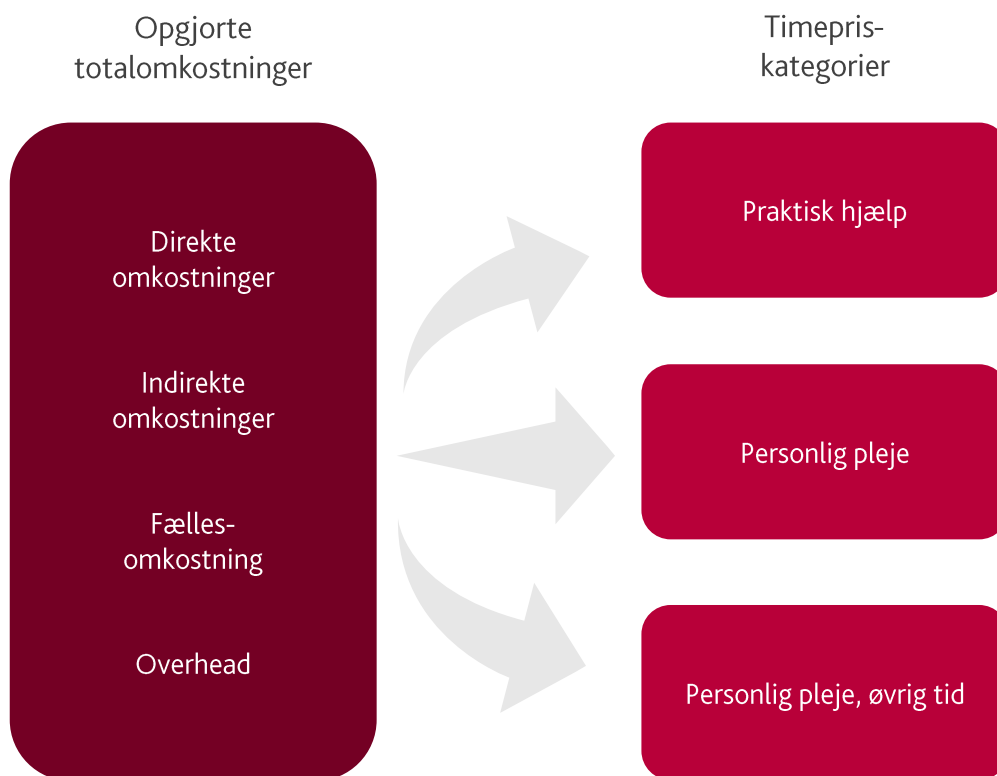 Opgjorte
totalomkostninger
Direkte
omkostninger
Indirekte
omkostninger
Fælles-
omkostning
Overhead
Timepris-
kategorier
Praktisk hjælp
Personlig pleje
Personlig pleje, øvrig tid